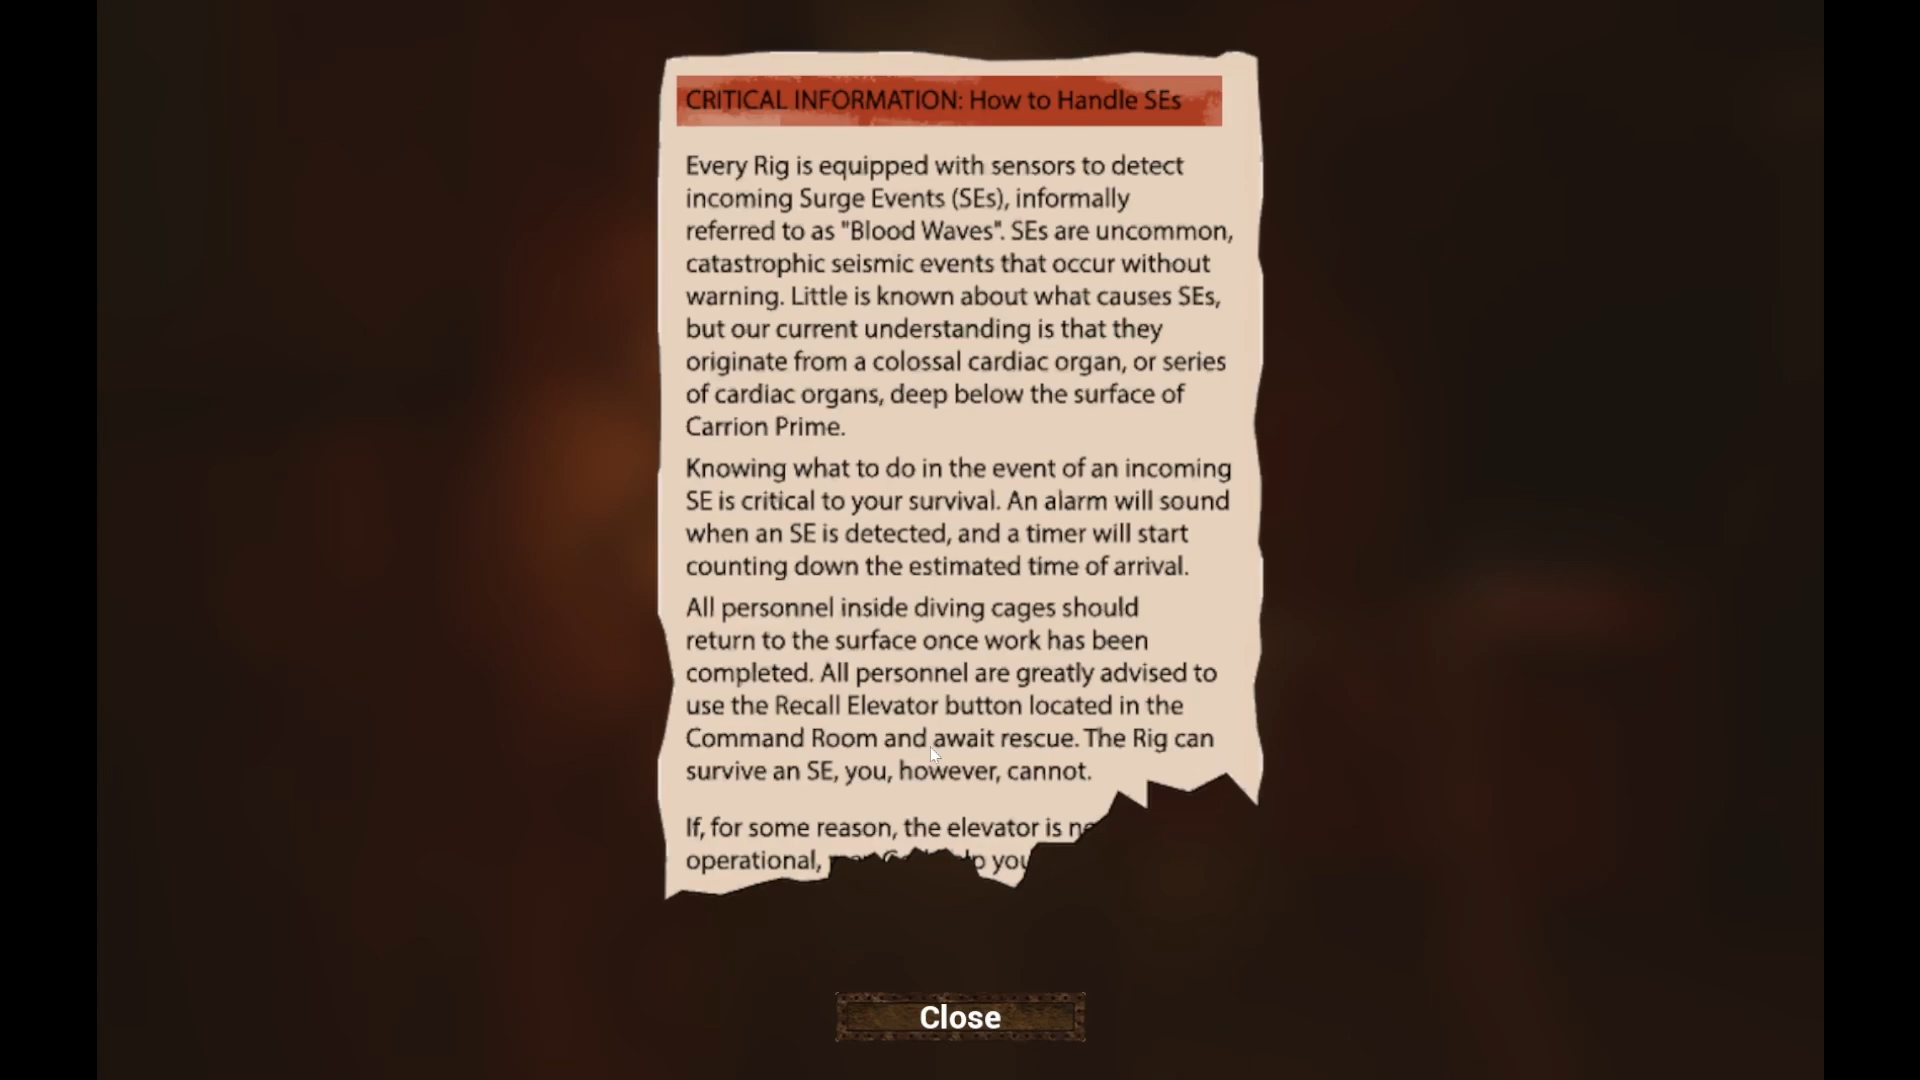 CRITICAL INFORMATION: How to Handle SEs
Every Rig is equipped with sensors to detect
incoming Surge Events (SEs), informally
referred to as "Blood Waves". SEs are uncommon,
catastrophic seismic events that occur without
warning. Little is known about what causes SEs,
but our current understanding is that they
originate from a colossal cardiac organ, or series
of cardiac organs, deep below the surface of
Carrion Prime.
Knowing what to do in the event of an incoming
SE is critical to your survival. An alarm will sound
when an SE is detected, and a timer will start
counting down the estimated time of arrival.
All personnel inside diving cages should
return to the surface once work has been
completed. All personnel are greatly advised to
use the Recall Elevator button located in the
Command Room and await rescue. The Rig can
survive an SE, you, however, cannot.
If, for some reason, the elevator is
operational, you
Close